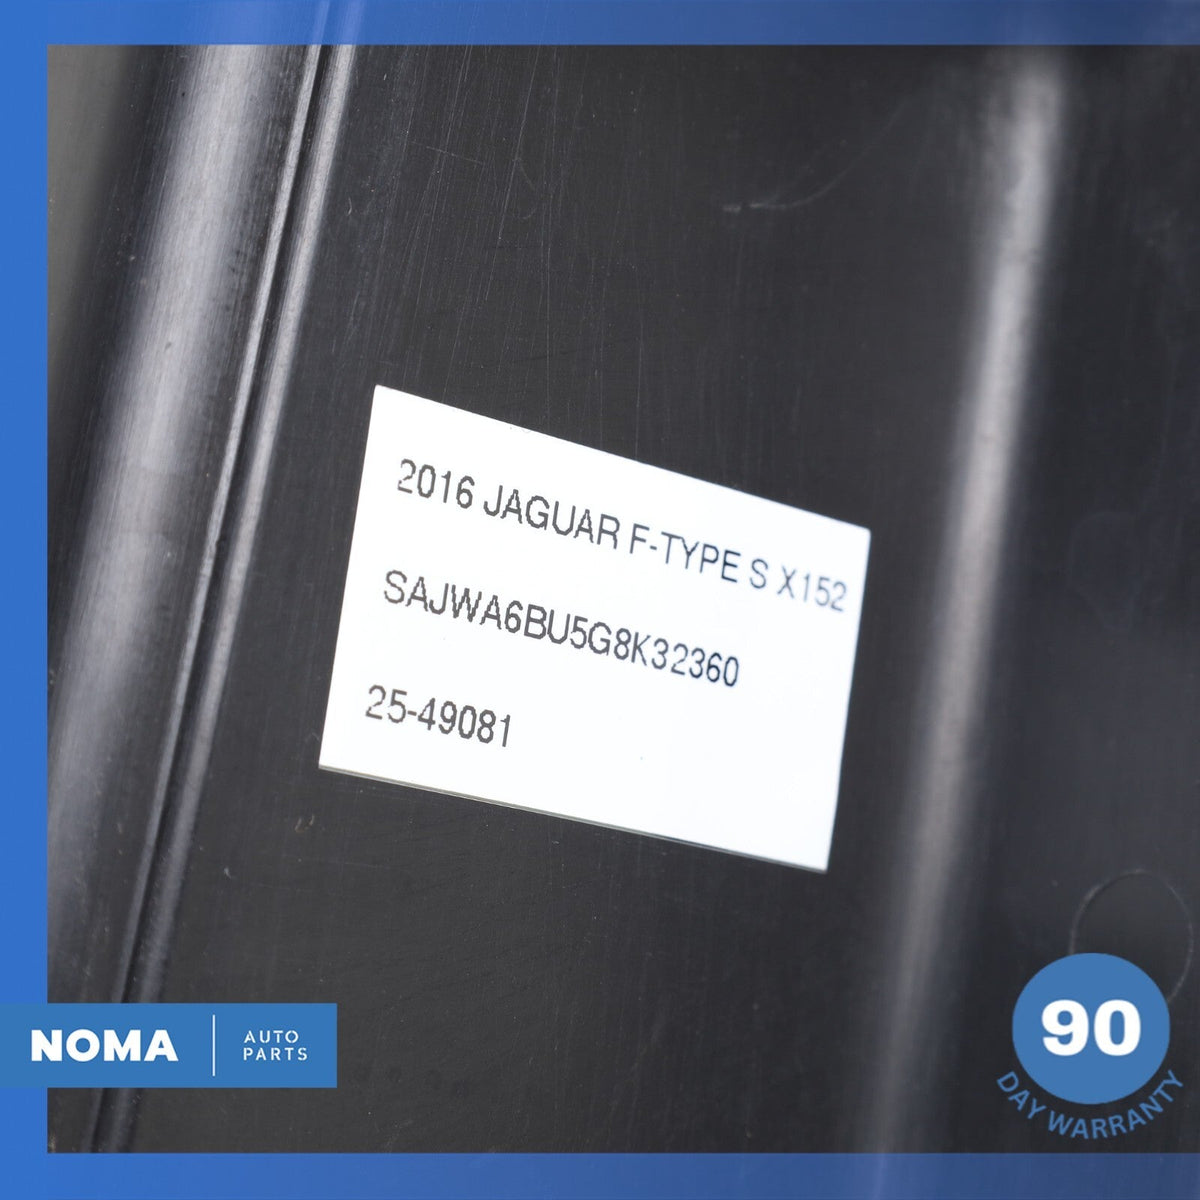 2016 JAGUAR F-TYPE S X152
SAJWA6BU5G8K32360
25-49081
NOMA
AUTO
PARTS
90
DAY WARRANTY